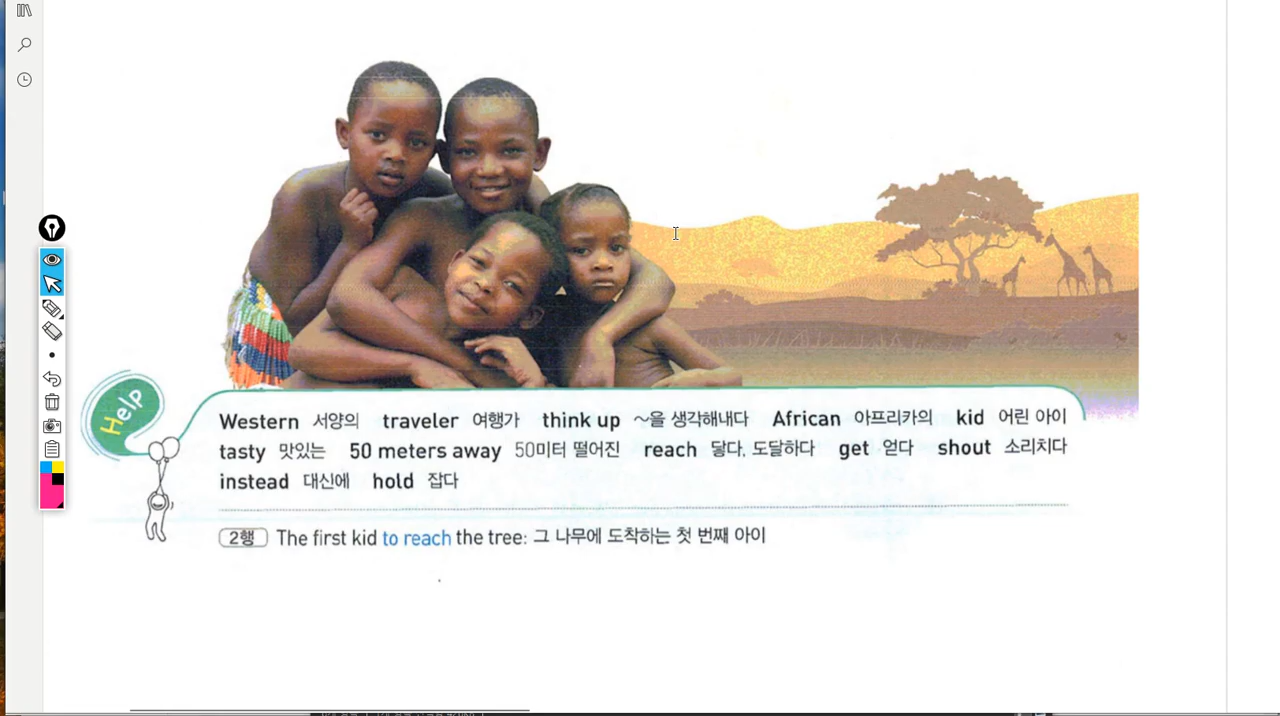 Help
Western 서양의 traveler 여행가 think up ~을 생각해내다 African 아프리카의 kid 어린 아이
tasty 맛있는 50 meters away 50미터 떨어진 reach 닿다, 도달하다 get 얻다 shout 소리치다
instead 대신에 hold 잡다
2행 The first kid to reach the tree: 그 나무에 도착하는 첫 번째 아이